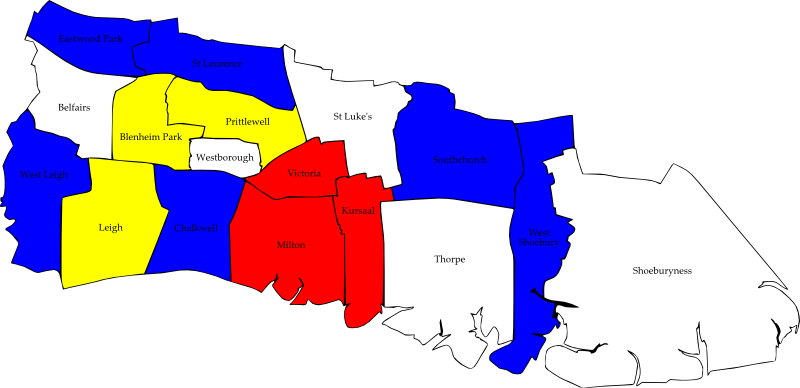 Eastwood Park
St Laurence
Belfairs
St Luke's
Prittlewell
Blenheim Park
Westborough
Southchurch
Victoria
West Leigh
Kursaal
Leigh
Chalkwell
Milton
West
Shoebury
Thorpe
Shoeburyness